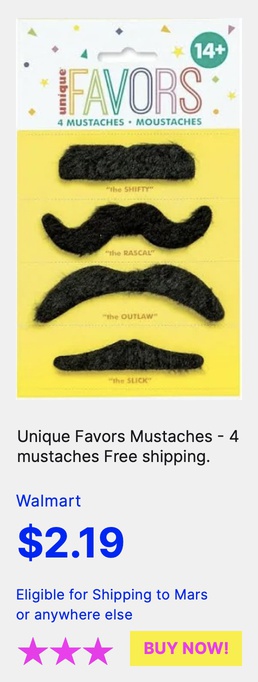 14+
unique
FAVORS
4 MUSTACHES • MOUSTACHES
"the SHIFTY"
"the RASCAL"
"the OUTLAW"
"the SLICK"
Unique Favors Mustaches - 4
mustaches Free shipping.
Walmart
$2.19
Eligible for Shipping to Mars
or anywhere else
BUY NOW!